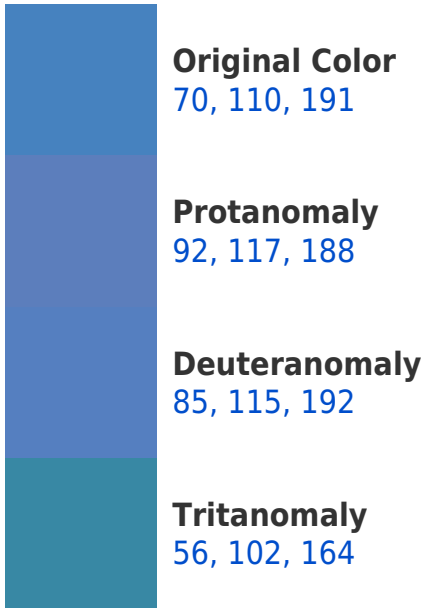 Original Color
70, 110, 191
Protanomaly
92, 117, 188
Deuteranomaly
85, 115, 192
Tritanomaly
56, 102, 164